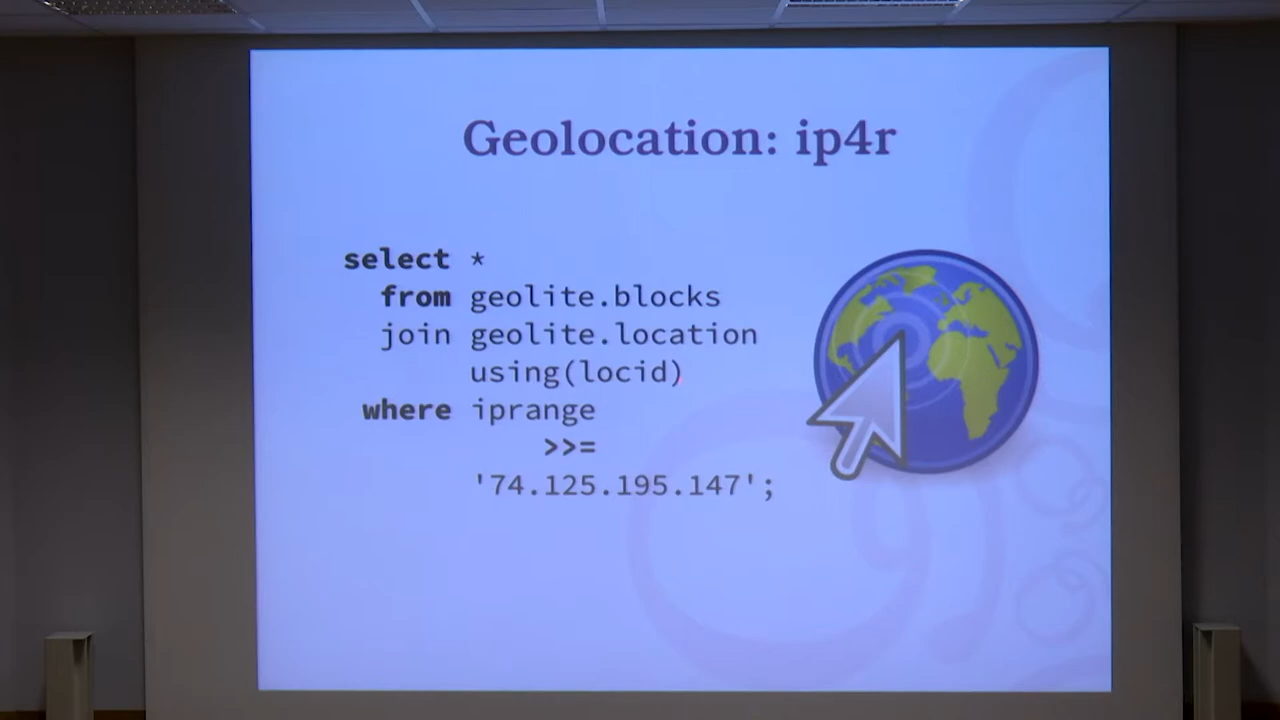 Geolocation: ip4r
select *
from geolite.blocks
join geolite.location
using(locid)
where iprange
>>=
'74.125.195.147';